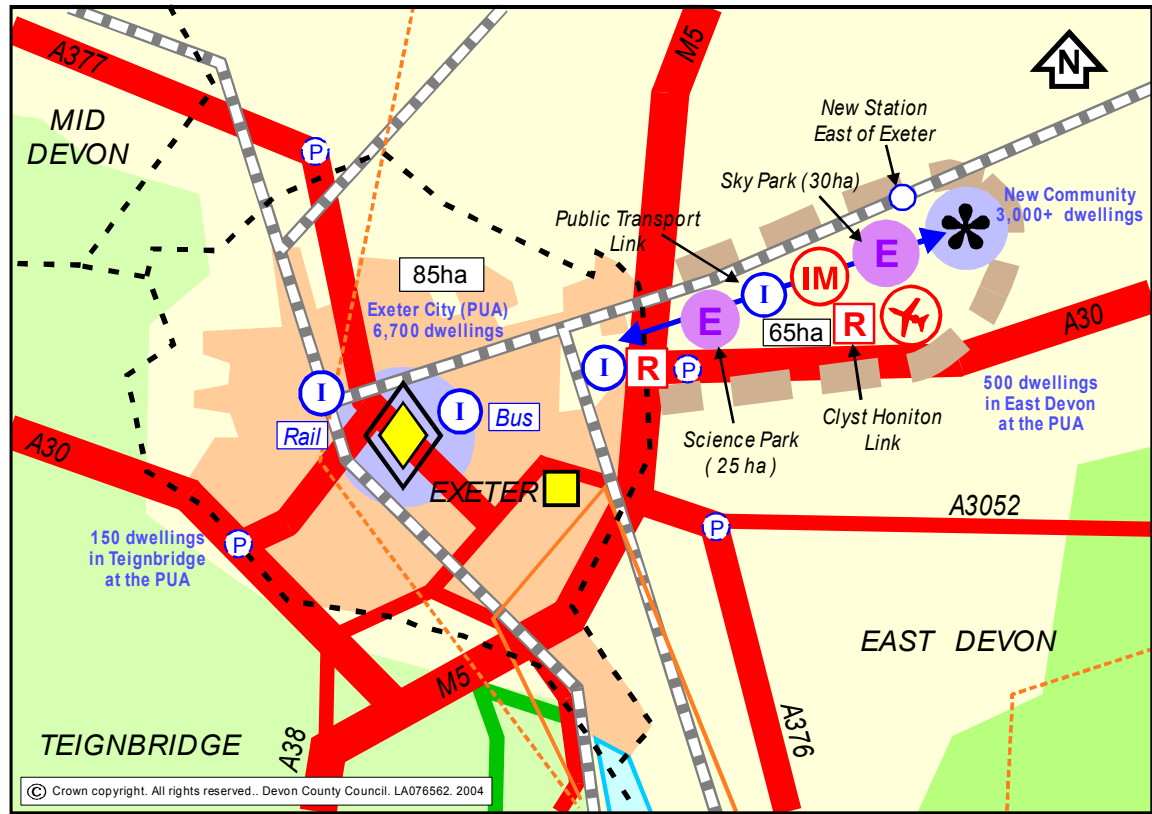 A377
M5
N
MID
DEVON
P
New Station
East of Exeter
Sky Park (30ha)
New Community
3,000+ dwellings
*
Public Transport
Link
E
IM
I
E
85ha
Exeter City (PUA)
6,700 dwellings
65ha
R
A30
I
R
P
I
I
Bus
Rail
500 dwellings
in East Devon
at the PUA
Clyst Honiton
Link
Science Park
( 25 ha )
A30
EXETER
A3052
P
P
150 dwellings
in Teignbridge
at the PUA
EAST DEVON
M5
A376
TEIGNBRIDGE
A38
© Crown copyright. All rights reserved.. Devon County Council. LA076562. 2004